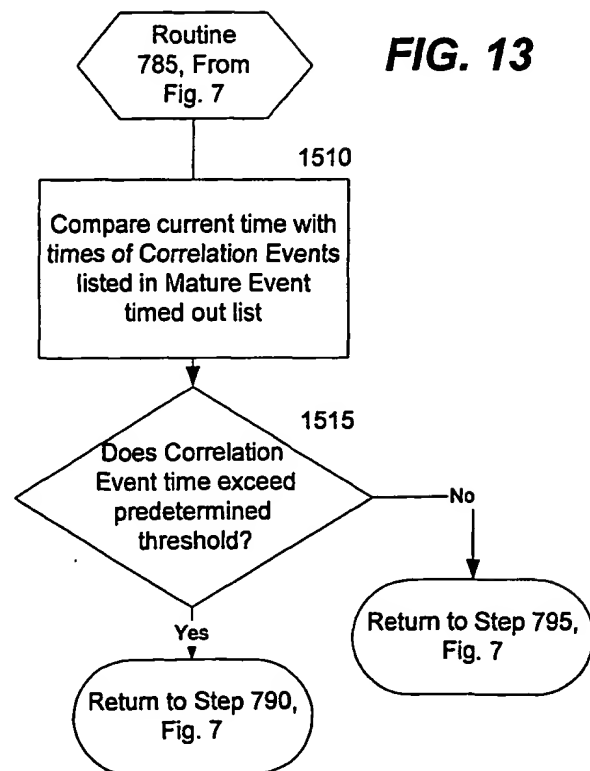 Routine
785, From
Fig. 7
FIG. 13
1510
Compare current time with
times of Correlation Events
listed in Mature Event
timed out list
1515
Does Correlation
Event time exceed
predetermined
threshold?
No
Return to Step 795,
Fig. 7
Yes
Return to Step 790,
Fig. 7